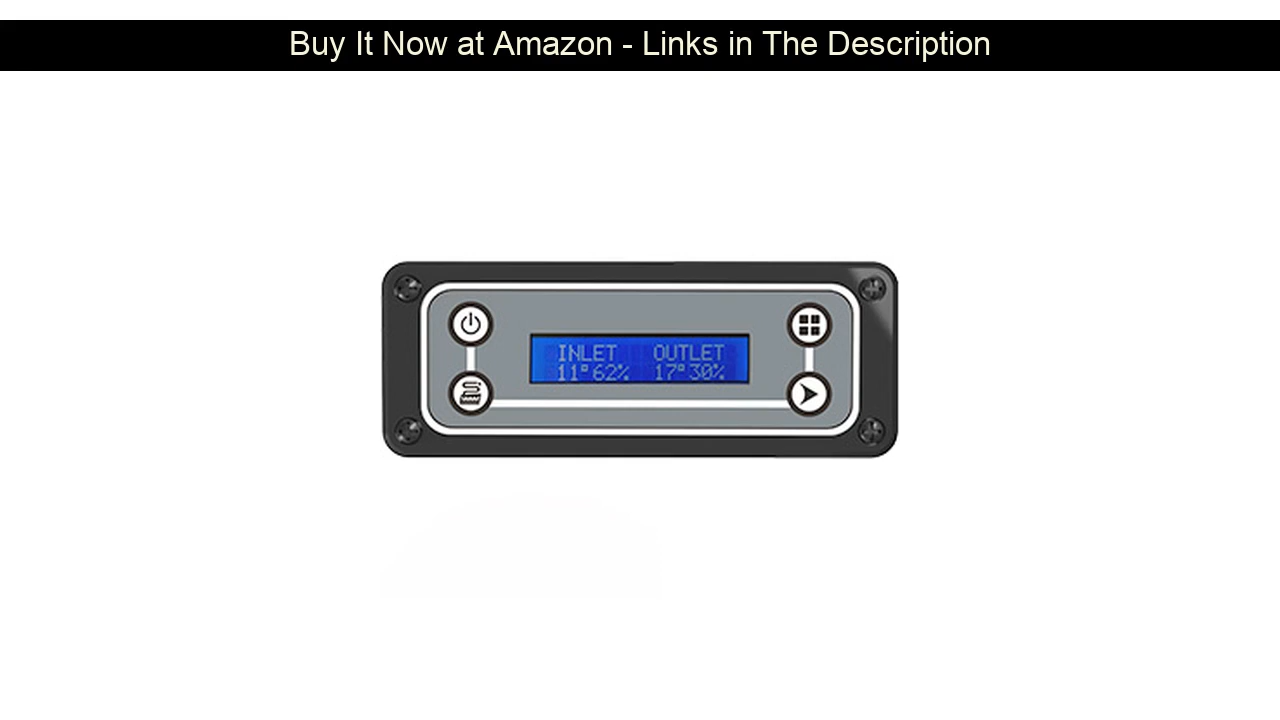 Buy It Now at Amazon - Links in The Description
INLET OUTLET
11° 62% 17° 30%